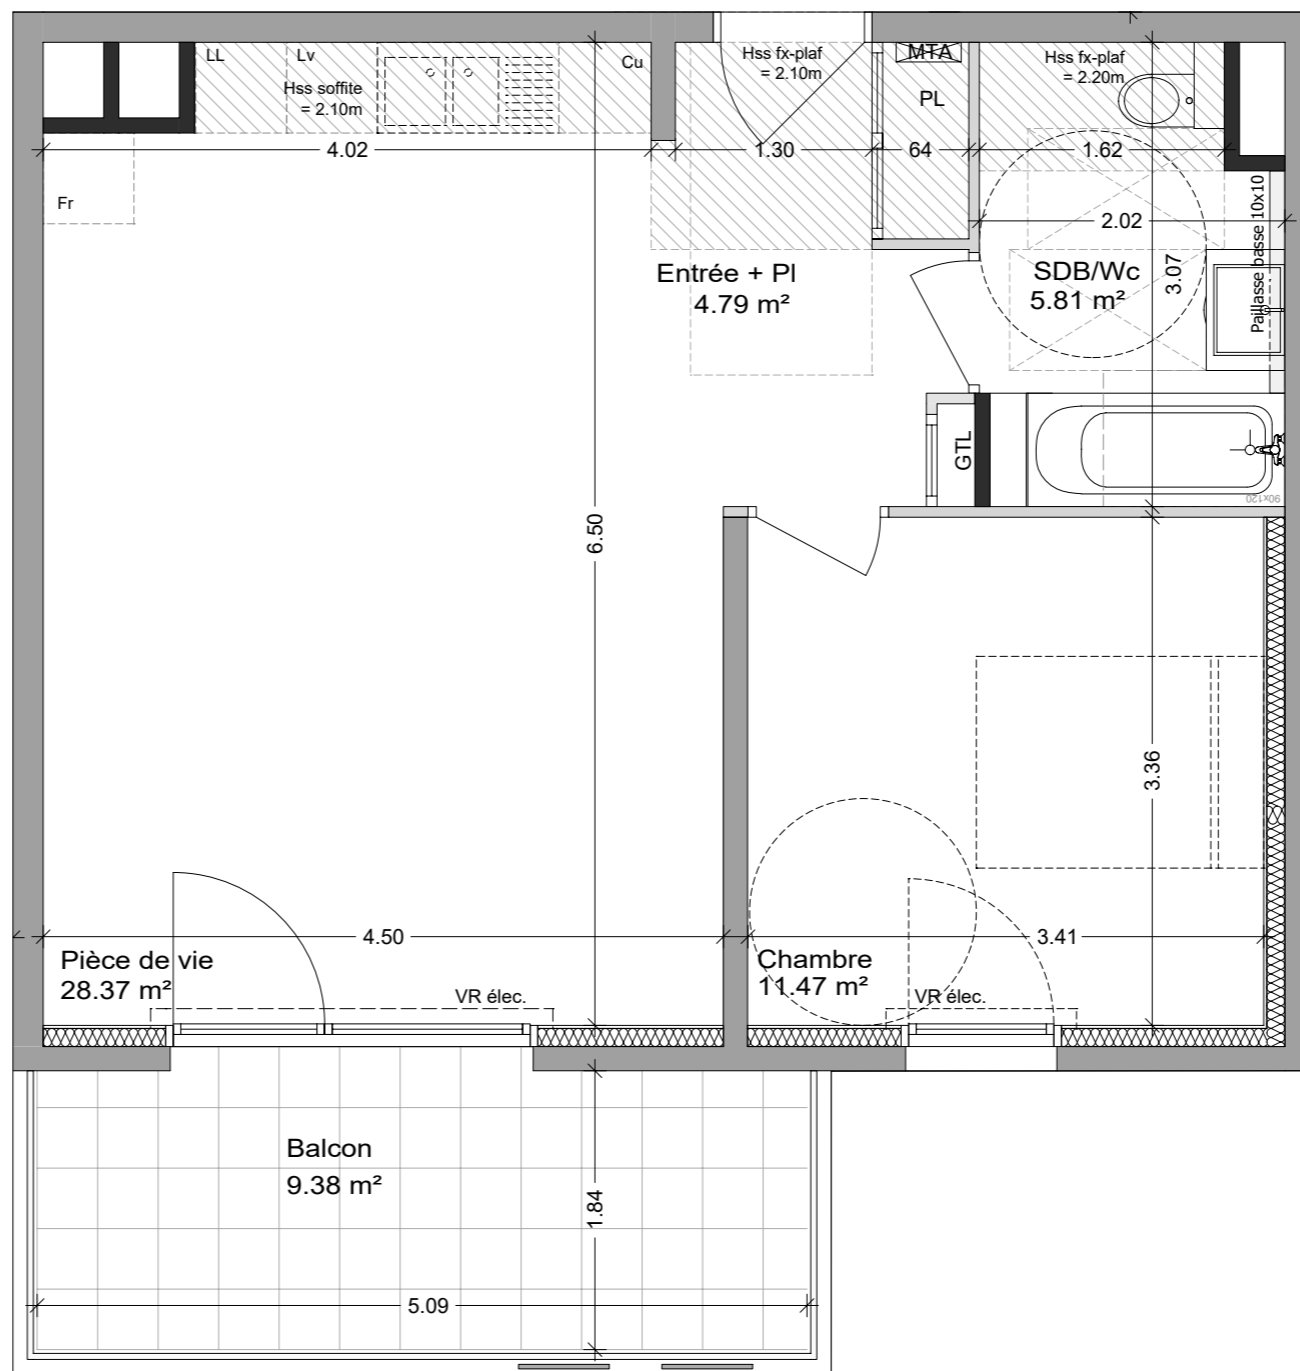 LL
Lv
Hss soffite
= 2.10m
Cu
Hss fx-plaf
= 2.10m
MTA
PL
Hss fx-plaf
= 2.20m
4.02
1.30
64
1.62
Fr
2.02
Paillasse basse 10x10
Entrée + Pl
4.79 m²
SDB/Wc
5.81 m²
3.07
GTL
90x120
6.50
3.36
4.50
3.41
Pièce de vie
28.37 m²
VR élec.
Chambre
11.47 m²
VR élec.
Balcon
9.38 m²
1.84
5.09